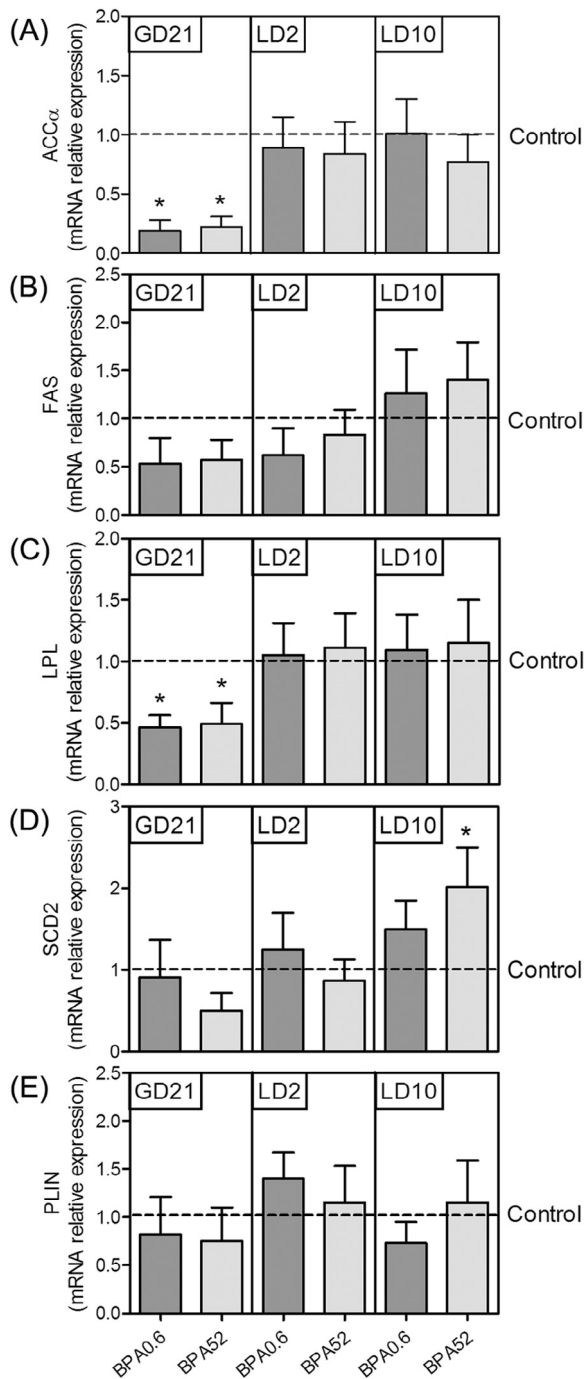 (A)
GD21 LD2 LD10
ACCα
(mRNA relative expression)
2.0
1.5
1.0
0.5
0.0
* *
Control
(B)
GD21 LD2 LD10
FAS
(mRNA relative expression)
2.5
2.0
1.5
1.0
0.5
0.0
Control
(C)
GD21 LD2 LD10
LPL
(mRNA relative expression)
2.0
1.5
1.0
0.5
0.0
* *
Control
(D)
GD21 LD2 LD10
SCD2
(mRNA relative expression)
3
2
1
0
*
Control
(E)
GD21 LD2 LD10
PLIN
(mRNA relative expression)
2.5
2.0
1.5
1.0
0.5
0.0
Control
BPA0.6 BPA52 BPA0.6 BPA52 BPA0.6 BPA52